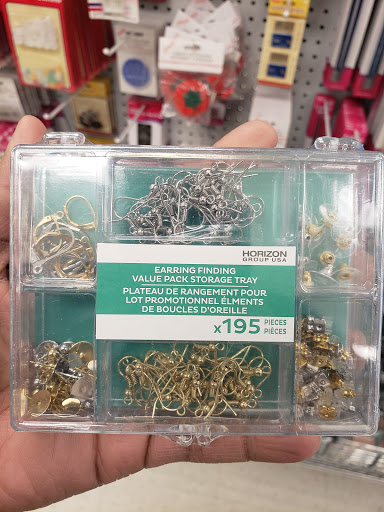 HORIZON
GROUP USA
EARRING FINDING
VALUE PACK STORAGE TRAY
PLATEAU DE RANGEMENT POUR
LOT PROMOTIONNEL ÉLMENTS
DE BOUCLES D'OREILLE
x195 PIECES
PIÈCES